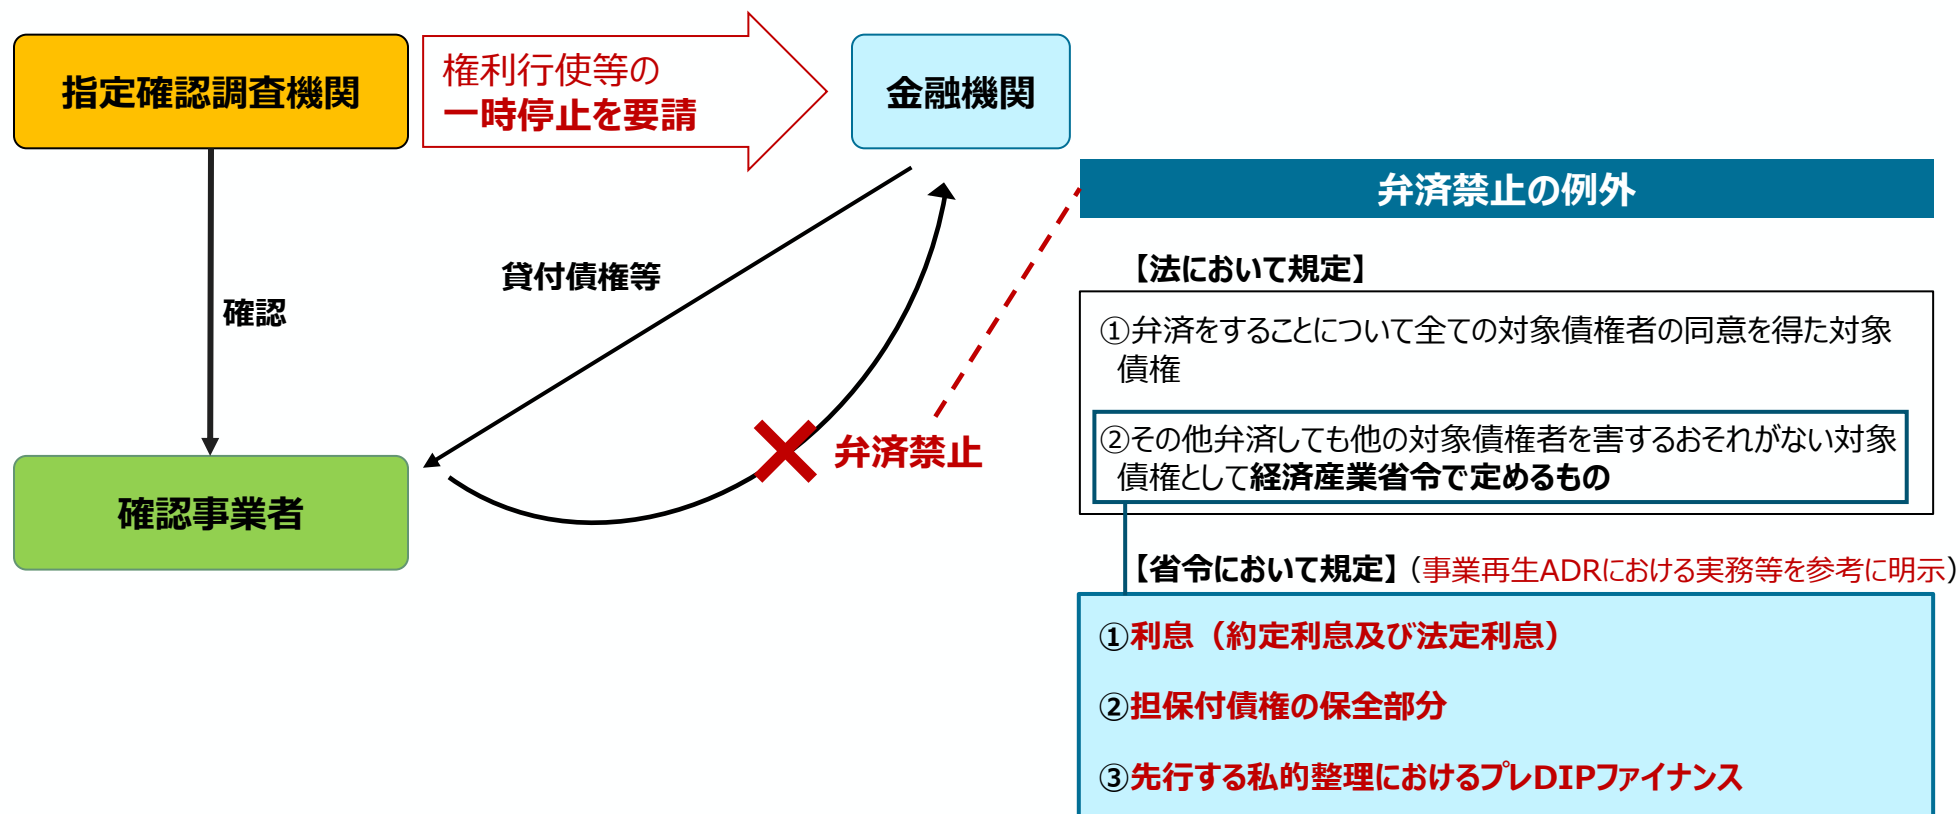 指定確認調査機関
権利行使等の
一時停止を要請
金融機関
弁済禁止の例外
【法において規定】
貸付債権等
確認
①弁済をすることについて全ての対象債権者の同意を得た対象
債権
②その他弁済しても他の対象債権者を害するおそれがない対象
債権として経済産業省令で定めるもの
弁済禁止
確認事業者
【省令において規定】（事業再生ADRにおける実務等を参考に明示）
①利息（約定利息及び法定利息）
②担保付債権の保全部分
③先行する私的整理におけるプレDIPファイナンス